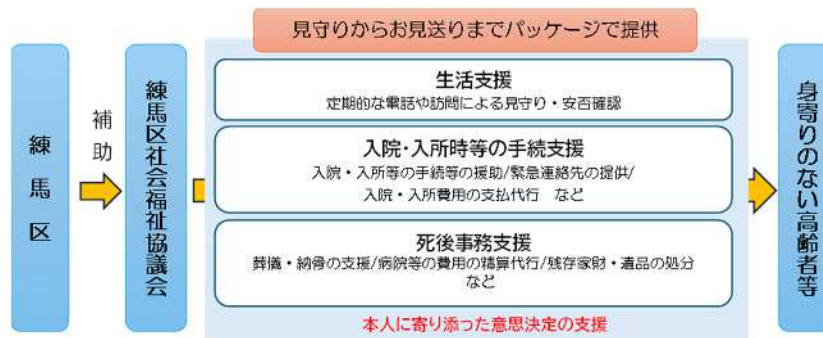 見守りからお見送りまでパッケージで提供
練馬区
補助
練馬区社会福祉協議会
生活支援
定期的な電話や訪問による見守り・安否確認
入院・入所時等の手続支援
入院・入所等の手続等の援助/緊急連絡先の提供/
入院・入所費用の支払代行 など
死後事務支援
葬儀・納骨の支援/病院等の費用の精算代行/残存家財・遺品の処分
など
本人に寄り添った意思決定の支援
身寄りのない高齢者等